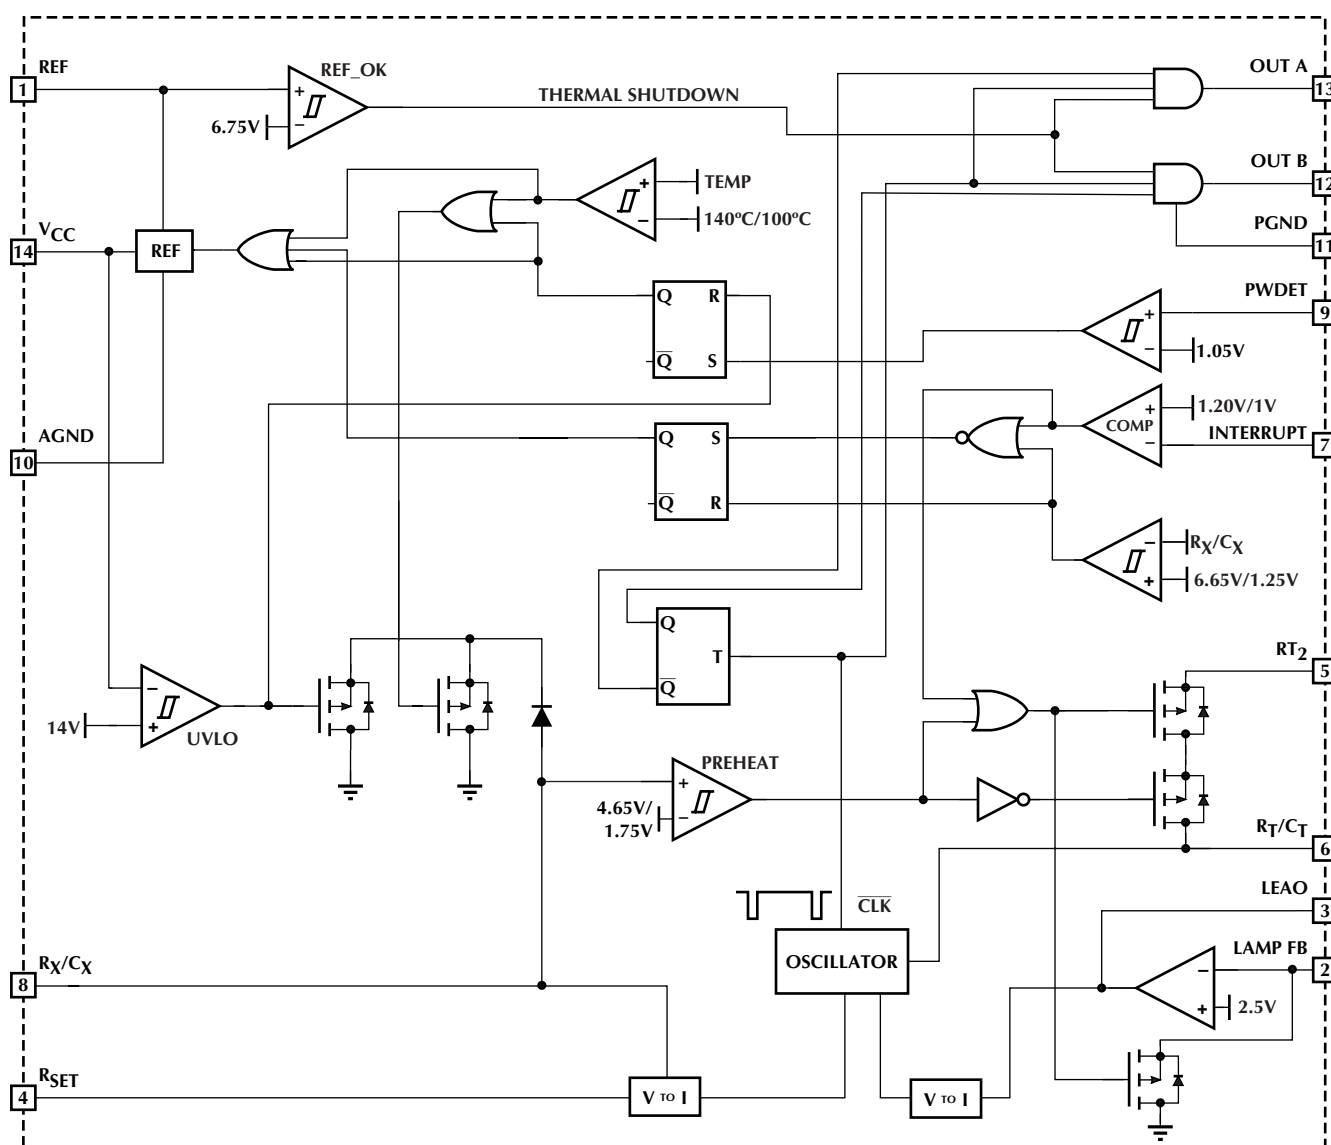 REF
1
REF_OK
+
6.75V
−
THERMAL SHUTDOWN
OUT A
13
OUT B
12
PGND
11
+
TEMP
−
140ºC/100ºC
VCC
14
REF
Q R
Q̅ S
PWDET
9
+
−
1.05V
AGND
10
Q S
Q̅ R
+
1.20V/1V
COMP
−
INTERRUPT
7
−
RX/CX
+
6.65V/1.25V
Q
T
Q̅
RT2
5
−
14V
+
UVLO
PREHEAT
+
4.65V/
1.75V
−
RT/CT
6
C̅L̅K̅
OSCILLATOR
LEAO
3
LAMP FB
2
−
+
2.5V
RX/CX
8
RSET
4
V TO I
V TO I